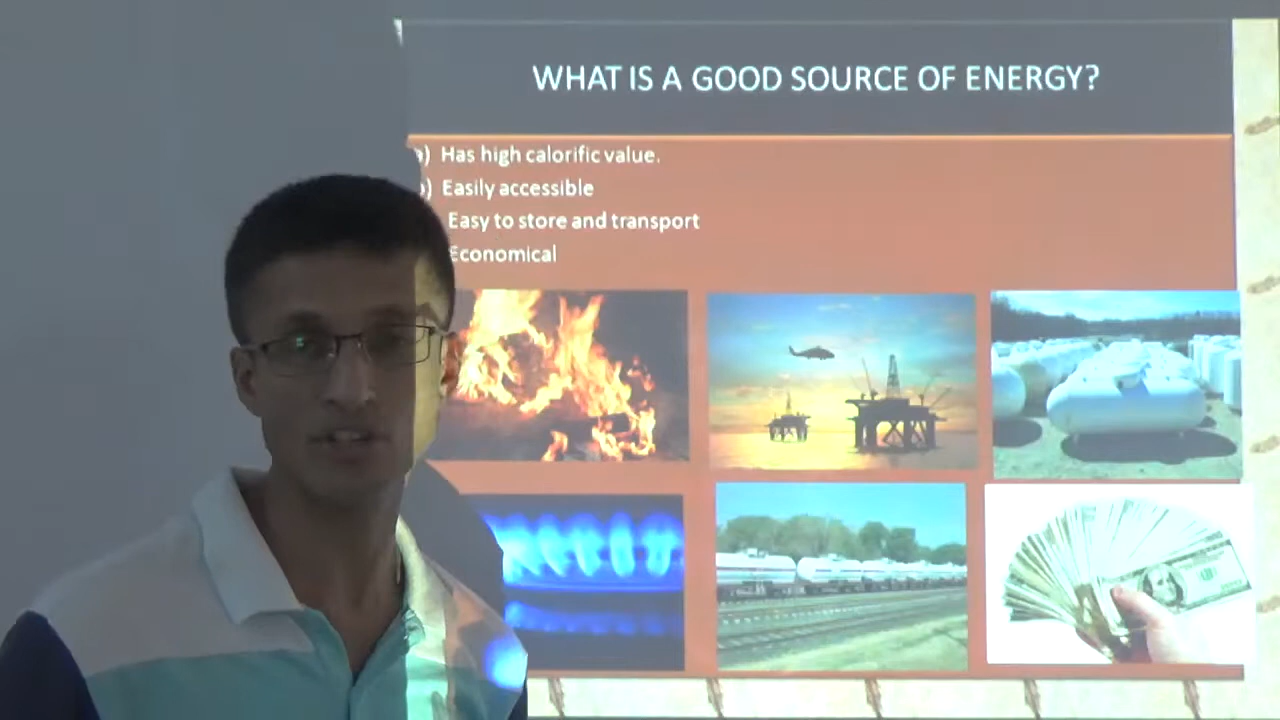 WHAT IS A GOOD SOURCE OF ENERGY?
) Has high calorific value.
) Easily accessible
Easy to store and transport
Economical